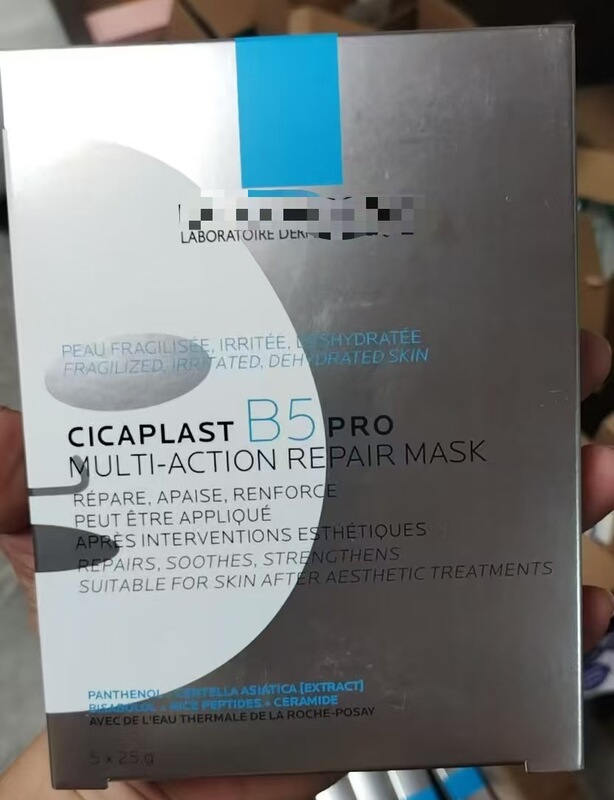 LABORATOIRE
PEAU FRAGILISÉE, IRRITÉE, DÉSHYDRATÉE
FRAGILIZED, IRRITATED, DEHYDRATED SKIN
CICAPLAST B5 PRO
MULTI-ACTION REPAIR MASK
RÉPARE, APAISE, RENFORCE
PEUT ÊTRE APPLIQUÉ
APRÈS INTERVENTIONS ESTHÉTIQUES
REPAIRS, SOOTHES, STRENGTHENS
SUITABLE FOR SKIN AFTER AESTHETIC TREATMENTS
PANTHENOL + CENTELLA ASIATICA [EXTRACT]
BISABOLOL + RICE PEPTIDES + CERAMIDE
AVEC DE L'EAU THERMALE DE LA ROCHE-POSAY
5 x 25 g